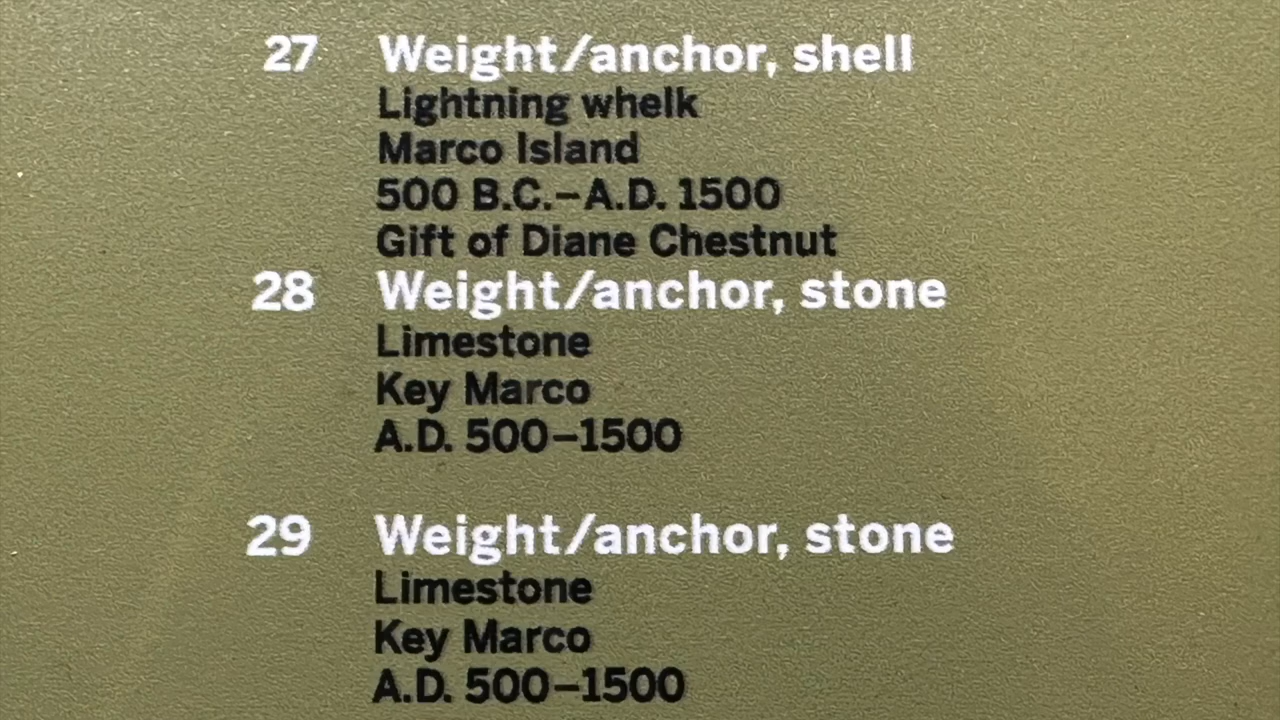 27 Weight/anchor, shell
Lightning whelk
Marco Island
500 B.C.–A.D. 1500
Gift of Diane Chestnut
28 Weight/anchor, stone
Limestone
Key Marco
A.D. 500–1500
29 Weight/anchor, stone
Limestone
Key Marco
A.D. 500–1500